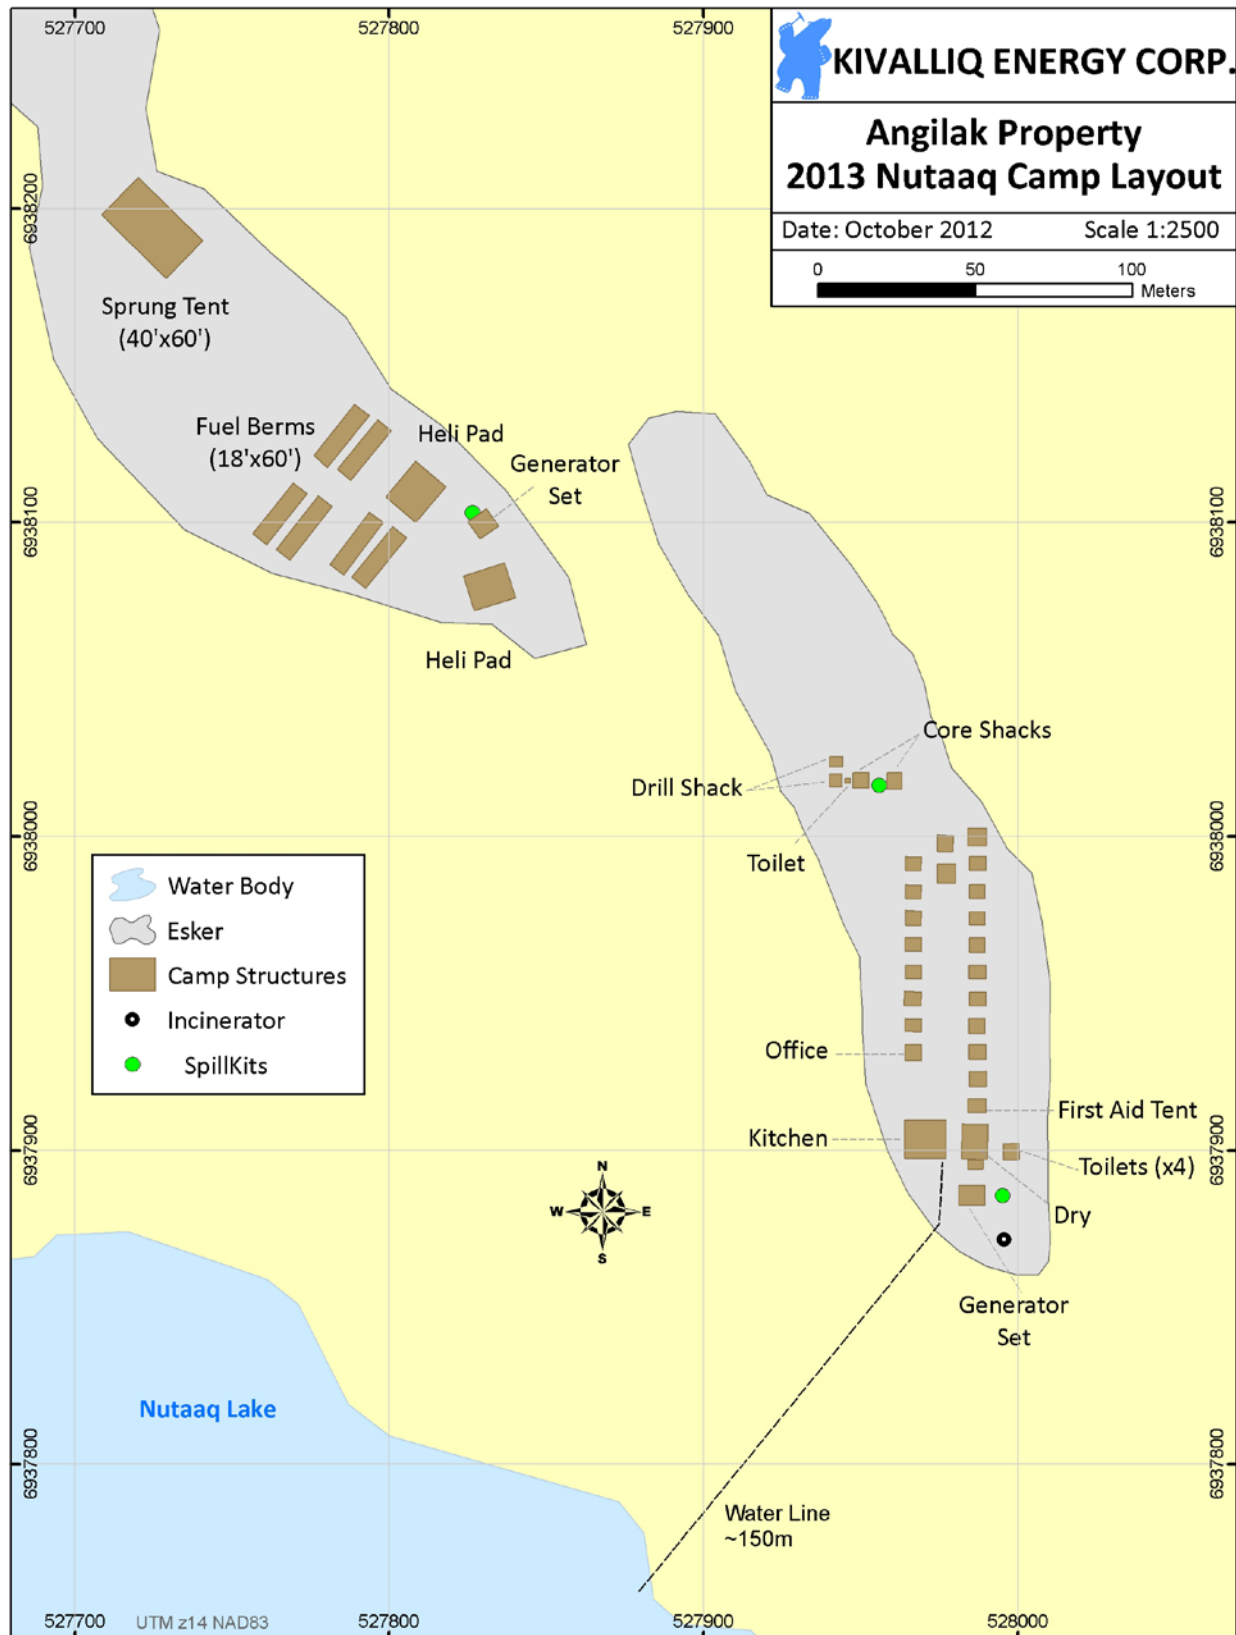 527700
527800
527900
KIVALLIQ ENERGY CORP.
Angilak Property
2013 Nutaaq Camp Layout
Date: October 2012
Scale 1:2500
0
50
100
Meters
6938200
6938200
Sprung Tent
(40'x60')
Fuel Berms
(18'x60')
Heli Pad
Generator
Set
6938100
6938100
Heli Pad
Core Shacks
Drill Shack
Toilet
6938000
6938000
Water Body
Esker
Camp Structures
Incinerator
SpillKits
Office
First Aid Tent
Kitchen
Toilets (x4)
Dry
6937900
6937900
N
W
E
S
Generator
Set
Nutaaq Lake
6937800
6937800
Water Line
~150m
527700
UTM z14 NAD83
527800
527900
528000